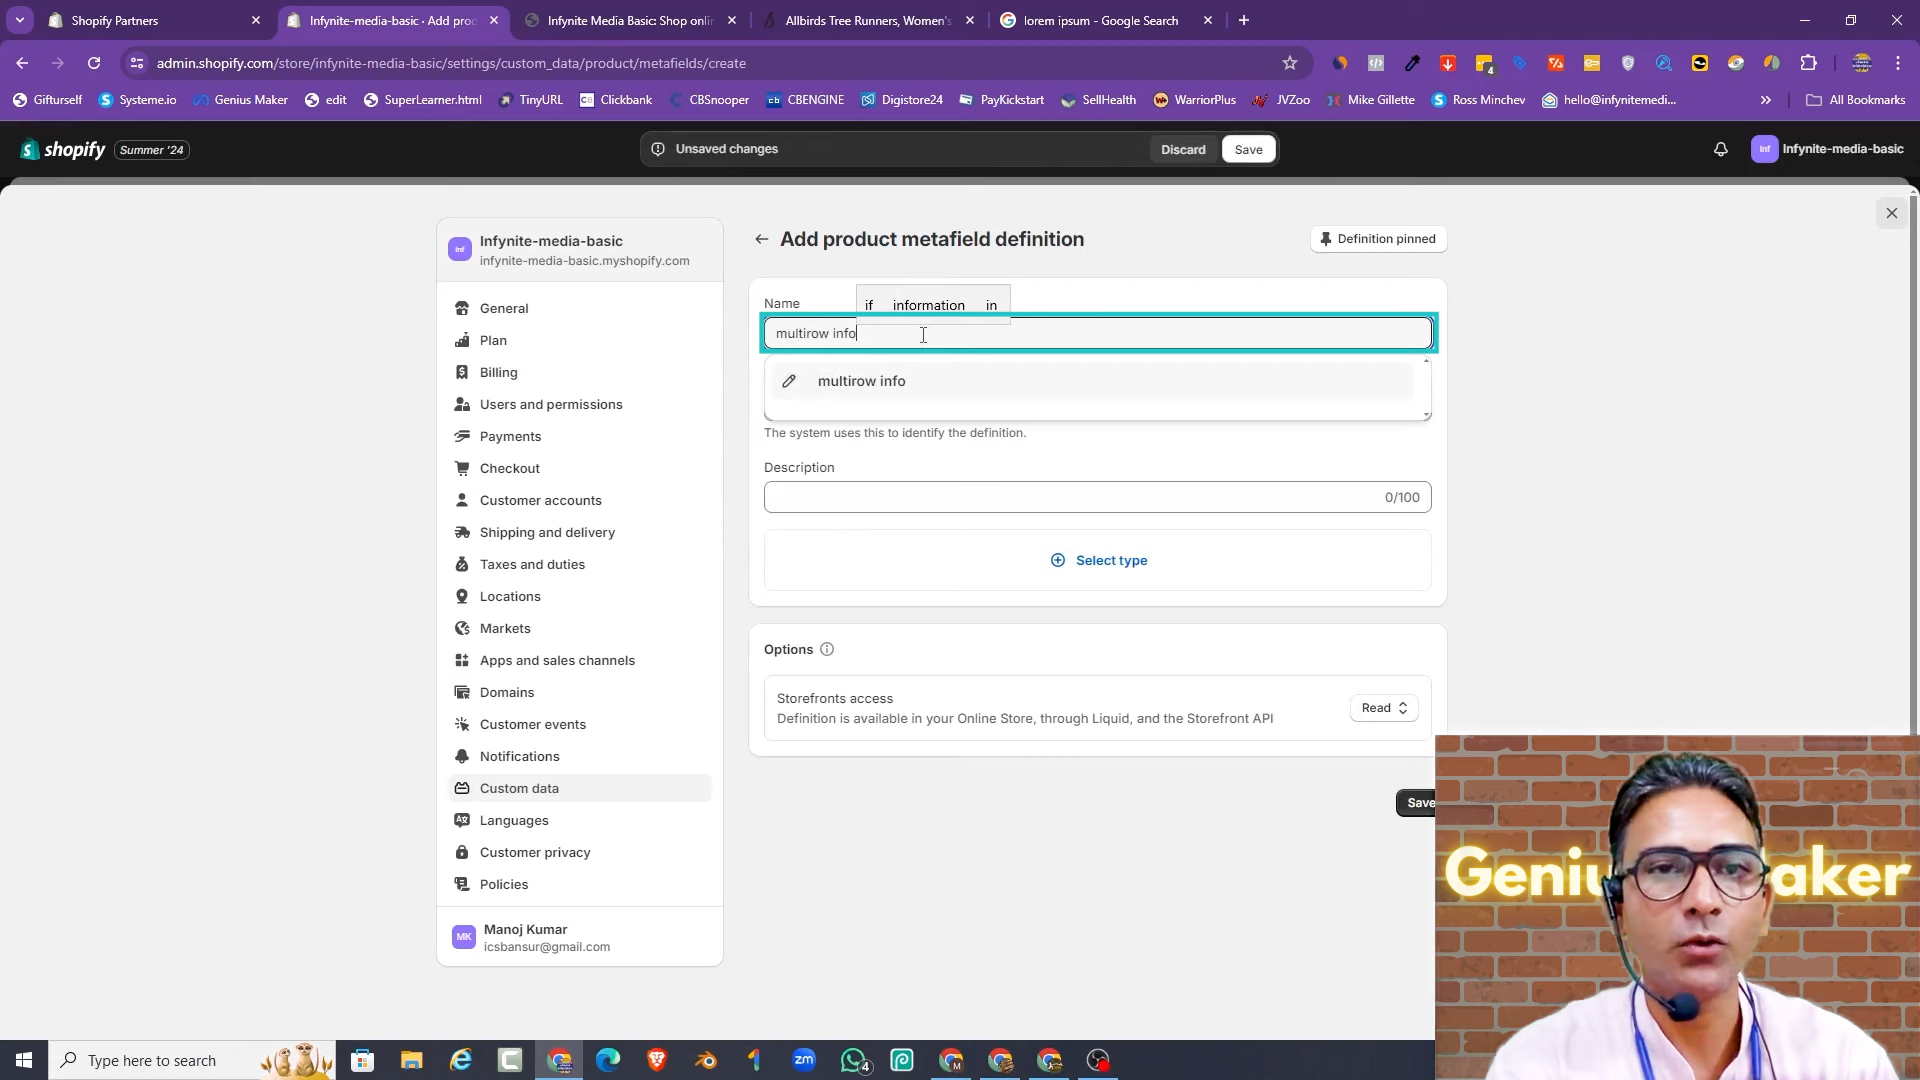 Shopify Partners
Infynite-media-basic · Add prod
Infynite Media Basic: Shop onlin
Allbirds Tree Runners, Women's
lorem ipsum - Google Search
admin.shopify.com/store/infynite-media-basic/settings/custom_data/product/metafields/create
Gifturself
Systeme.io
Genius Maker
edit
SuperLearner.html
TinyURL
Clickbank
CBSnooper
CBENGINE
Digistore24
PayKickstart
SellHealth
WarriorPlus
JVZoo
Mike Gillette
Ross Minchev
hello@infynitemedi...
All Bookmarks
shopify
Summer '24
Unsaved changes
Discard
Save
Inf
Infynite-media-basic
Inf
Infynite-media-basic
infynite-media-basic.myshopify.com
General
Plan
Billing
Users and permissions
Payments
Checkout
Customer accounts
Shipping and delivery
Taxes and duties
Locations
Markets
Apps and sales channels
Domains
Customer events
Notifications
Custom data
Languages
Customer privacy
Policies
MK
Manoj Kumar
icsbansur@gmail.com
Add product metafield definition
Definition pinned
Name
if information in
multirow info
multirow info
The system uses this to identify the definition.
Description
0/100
Select type
Options
Storefronts access
Definition is available in your Online Store, through Liquid, and the Storefront API
Read
Save
Type here to search